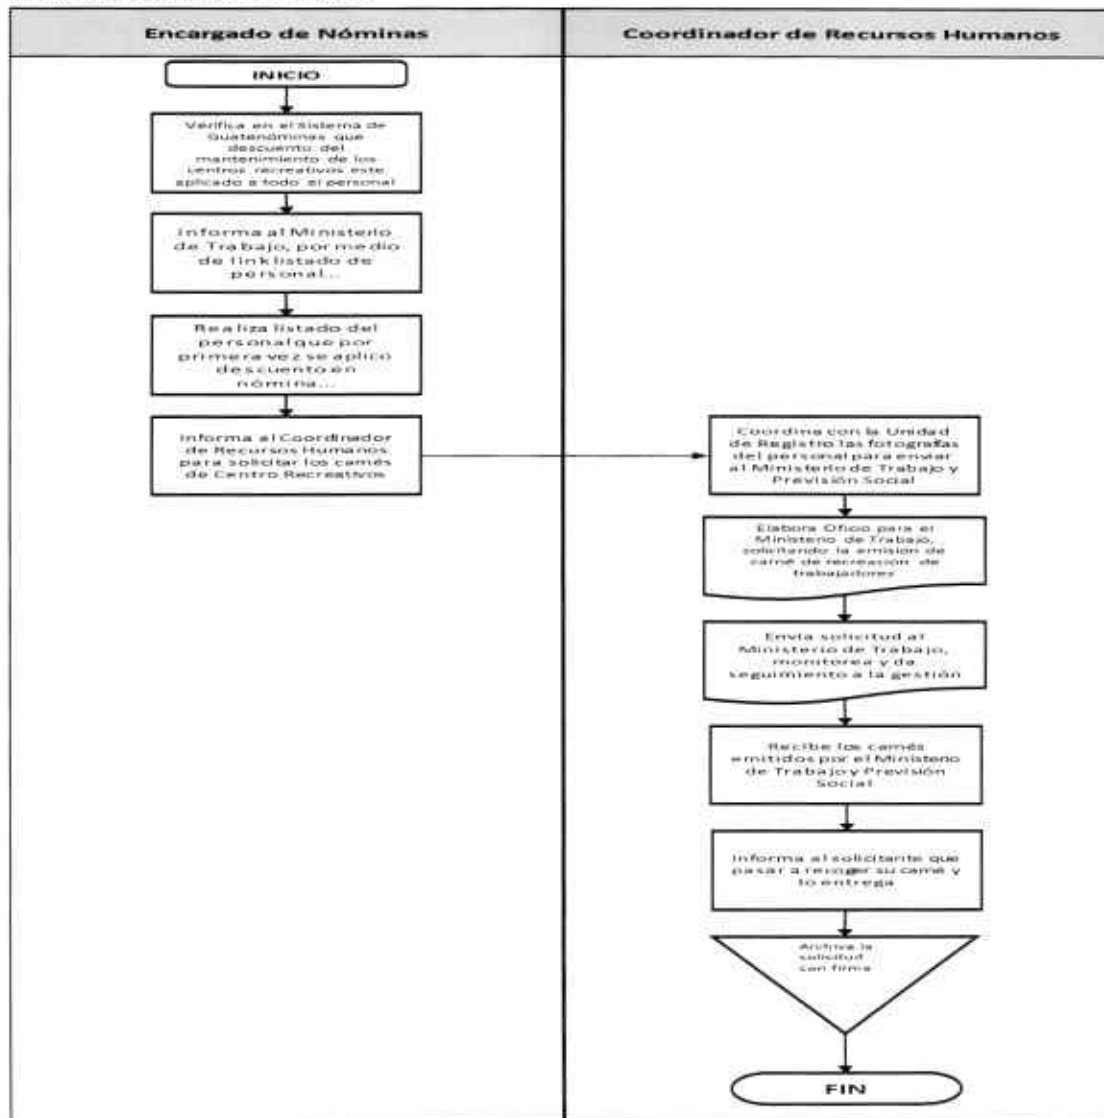 Encargado de Nóminas
Coordinador de Recursos Humanos
INICIO
Verifica en el Sistema de
Guatenóminas que
descuento del
mantenimiento de los
centros recreativos este
aplicado a todo el personal
Informa al Ministerio
de Trabajo, por medio
de link listado de
personal...
Realiza listado del
personal que por
primera vez se aplicó
descuento en
nómina...
Informa al Coordinador
de Recursos Humanos
para solicitar los carnés
de Centro Recreativos
Coordina con la Unidad
de Registro las fotografías
del personal para enviar
al Ministerio de Trabajo y
Previsión Social
Elabora Oficio para el
Ministerio de Trabajo,
solicitando la emisión de
carné de recreación de
trabajadores
Envía solicitud al
Ministerio de Trabajo,
monitorea y da
seguimiento a la gestión
Recibe los carnés
emitidos por el Ministerio
de Trabajo y Previsión
Social
Informa al solicitante que
pasar a recoger su carné y
lo entrega
Archiva la
solicitud
con firma
FIN